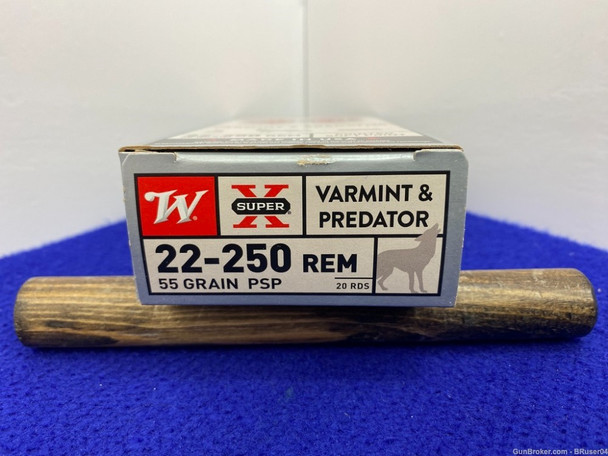 W
SUPER X
VARMINT &
PREDATOR
22-250 REM
55 GRAIN PSP
20 RDS
GunBroker.com - BRuser04